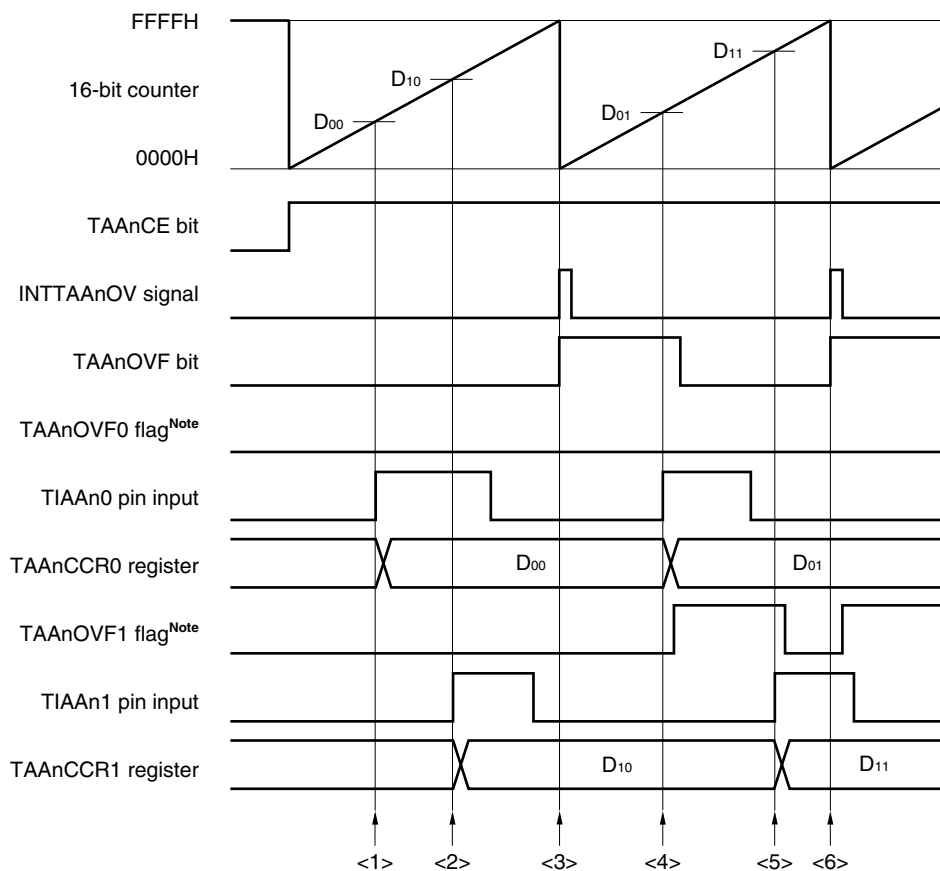 FFFFH
D11
D10
16-bit counter
D00
D01
0000H
TAAnCE bit
INTTAAnOV signal
TAAnOVF bit
TAAnOVF0 flagNote
TIAAn0 pin input
TAAnCCR0 register
D00
D01
TAAnOVF1 flagNote
TIAAn1 pin input
TAAnCCR1 register
D10
D11
<1> <2> <3> <4> <5> <6>